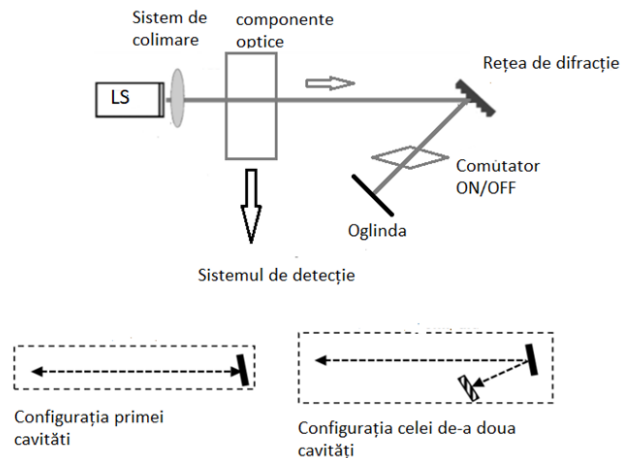 Sistem de
colimare
componente
optice
Rețea de difracție
LS
Comutator
ON/OFF
Oglinda
Sistemul de detecție
Configurația primei
cavităti
Configurația celei de-a doua
cavități